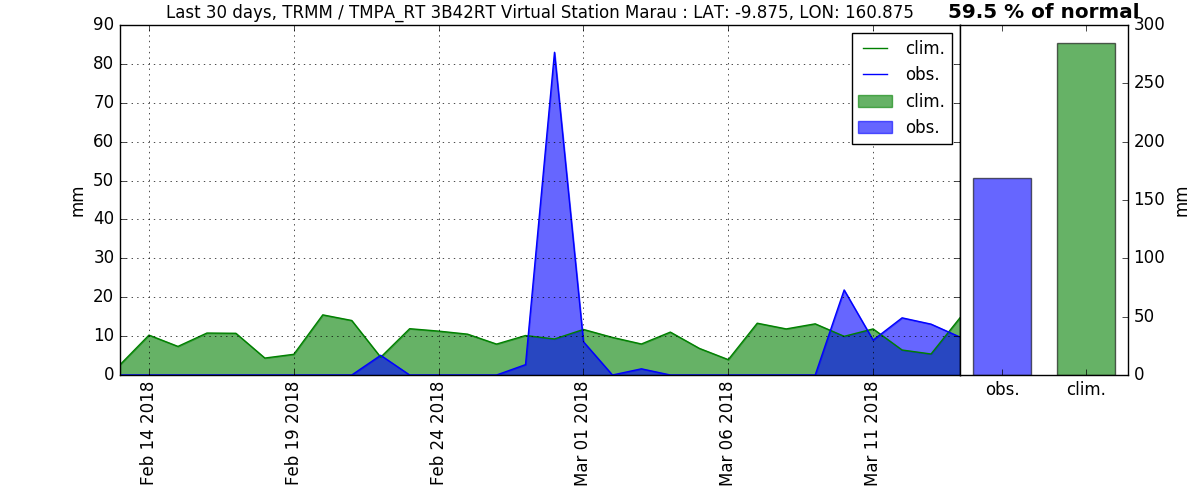 Last 30 days, TRMM / TMPA_RT 3B42RT Virtual Station Marau : LAT: -9.875, LON: 160.875
59.5 % of normal
90
80
70
60
50
40
30
20
10
0
mm
clim.
obs.
clim.
obs.
Feb 14 2018
Feb 19 2018
Feb 24 2018
Mar 01 2018
Mar 06 2018
Mar 11 2018
300
250
200
150
100
50
0
mm
obs.
clim.